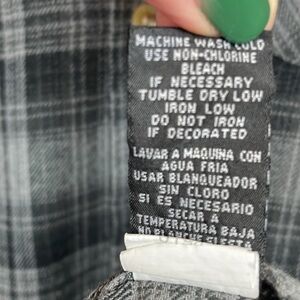 MACHINE WASH COLD
USE NON-CHLORINE
BLEACH
IF NECESSARY
TUMBLE DRY LOW
IRON LOW
DO NOT IRON
IF DECORATED
LAVAR A MAQUINA CON
AGUA FRIA
USAR BLANQUEADOR
SIN CLORO
SI ES NECESARIO
SECAR A
TEMPERATURA BAJA
NO